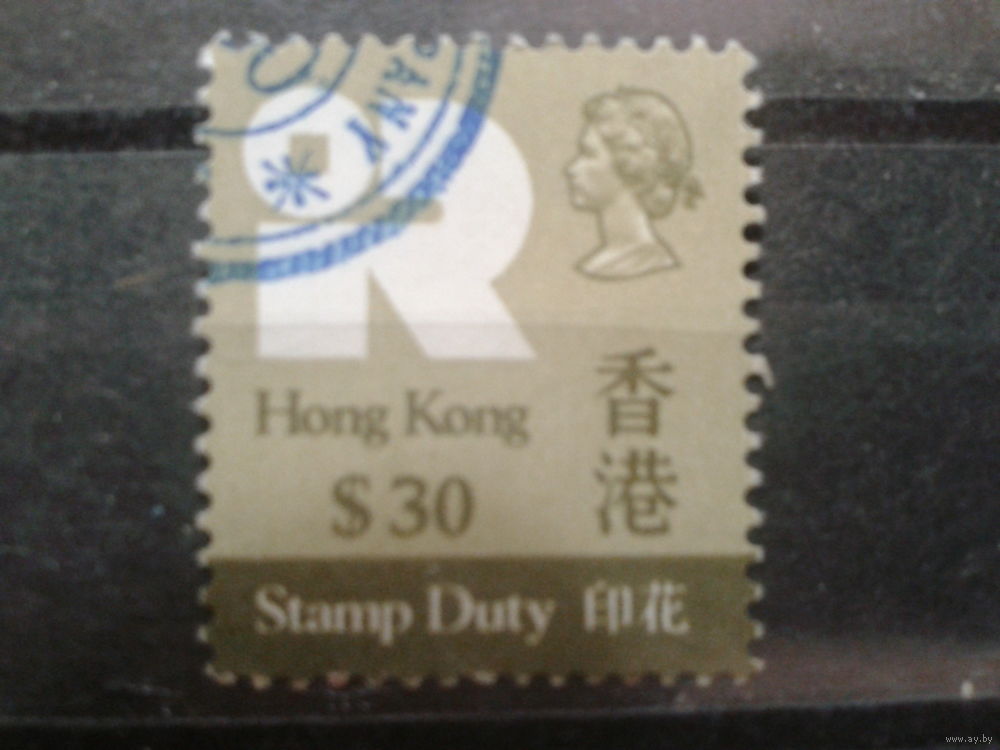 PANY
R
香港
Hong Kong
$30
Stamp Duty 印花
www.ay.by